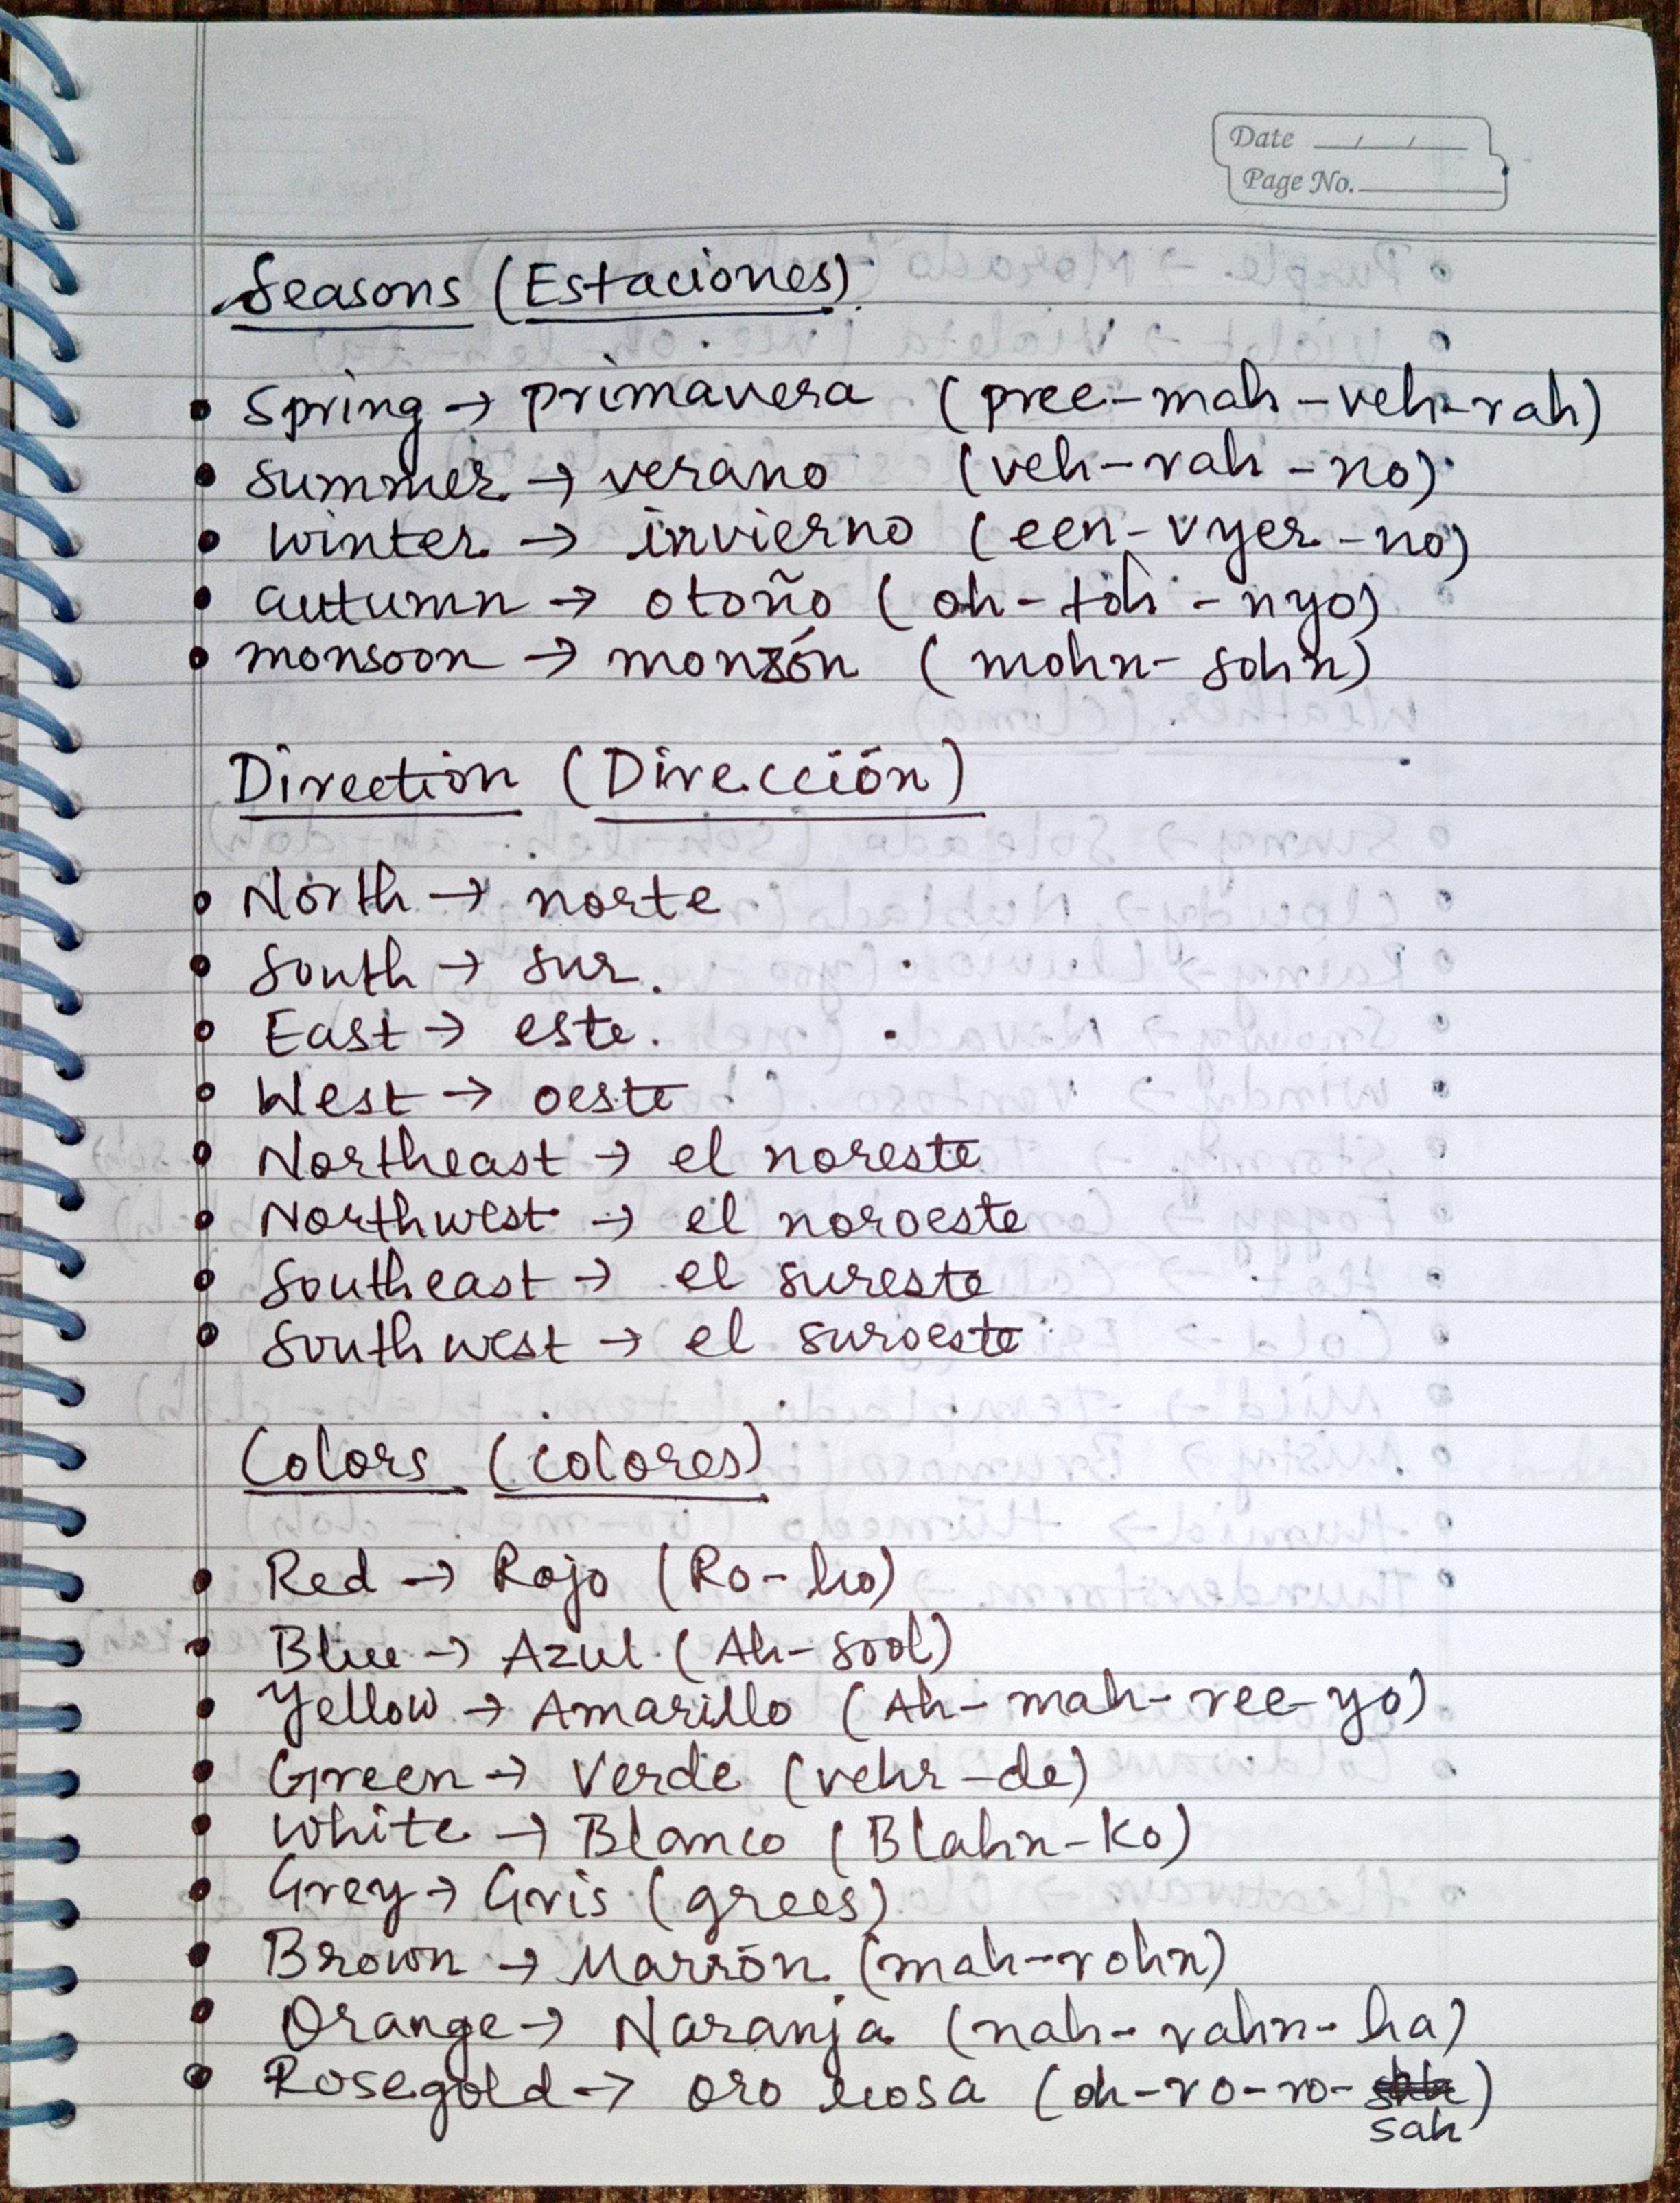 Date __/__/__
Page No.______
Seasons (Estaciones)
• Spring → primavera (pree-mah-veh-rah)
• summer → verano (veh-rah-no)
• winter → invierno (een-vyer-no)
• autumn → otoño (oh-toh-nyo)
• monsoon → monzón (mohn-sohn)
Direction (Dirección)
• North → norte
• South → sur.
• East → este.
• West → oeste
• Northeast → el noreste
• Northwest → el noroeste
• Southeast → el sureste
• Southwest → el suroeste
Colors (colores)
• Red → Rojo (Ro-ho)
• Blue → Azul (Ah-sool)
• Yellow → Amarillo (Ah-mah-ree-yo)
• Green → Verde (vehr-de)
• White → Blanco (Blahn-ko)
• Grey → Gris (grees)
• Brown → Marrón (mah-rohn)
• Orange → Naranja (nah-rahn-ha)
• Rosegold → oro rosa (oh-ro-ro-
sah)